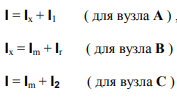 I = Iₓ + I₁ ( для вузла А ) ,
Iₓ = Iₘ + Iᵣ ( для вузла В )
I = Iₘ + I₂ ( для вузла С )